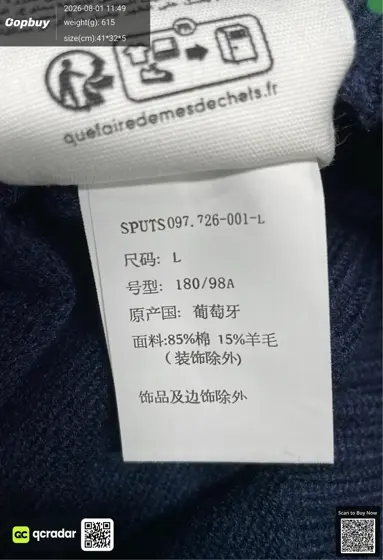 Gopbuy
2026-08-01 11:49
weight(g): 615
size(cm):41*32*5
quefairedemesdechets.fr
SPUTS097.726-001-L
尺码: L
号型: 180/98A
原产国: 葡萄牙
面料:85%棉 15%羊毛
(装饰除外)
饰品及边饰除外
QC qcradar
Scan to Buy Now